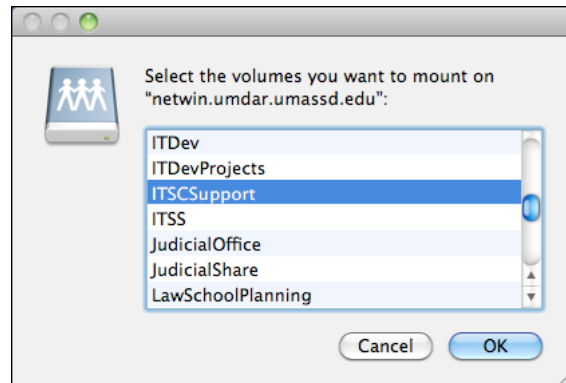 Select the volumes you want to mount on
“netwin.umdar.umassd.edu”:
ITDev
ITDevProjects
ITSCSupport
ITSS
JudicialOffice
JudicialShare
LawSchoolPlanning
Cancel
OK